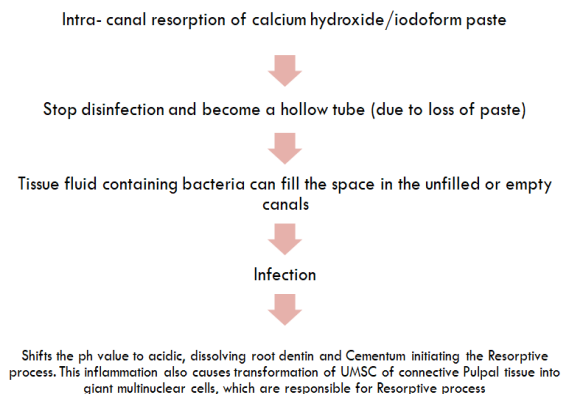 Intra- canal resorption of calcium hydroxide/iodoform paste
Stop disinfection and become a hollow tube (due to loss of paste)
Tissue fluid containing bacteria can fill the space in the unfilled or empty
canals
Infection
Shifts the ph value to acidic, dissolving root dentin and Cementum initiating the Resorptive
process. This inflammation also causes transformation of UMSC of connective Pulpal tissue into
giant multinuclear cells, which are responsible for Resorptive process